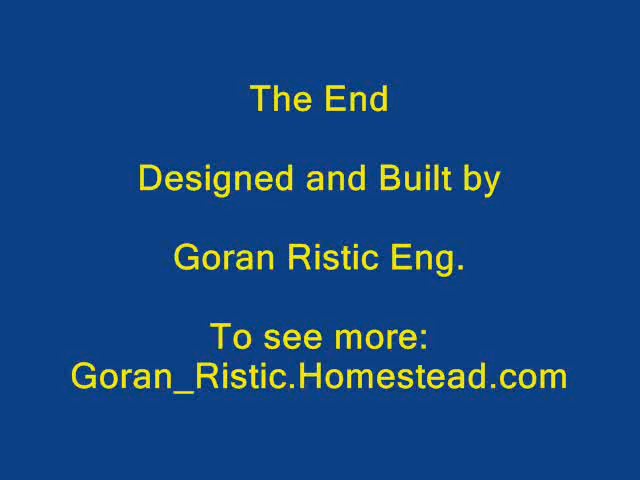 The End
Designed and Built by
Goran Ristic Eng.
To see more:
Goran_Ristic.Homestead.com